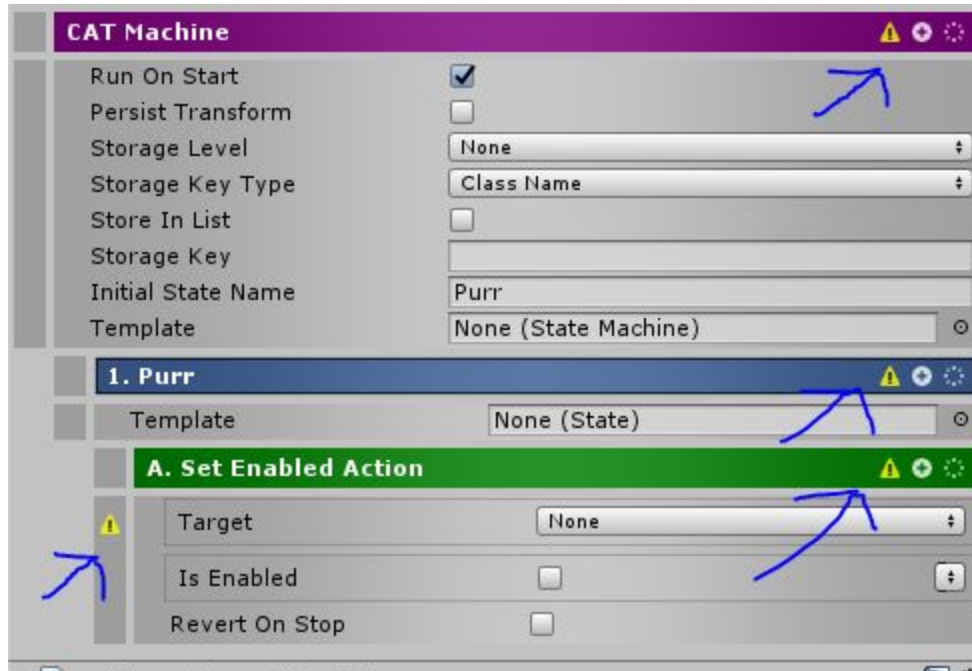 CAT Machine
Run On Start
Persist Transform
Storage Level None
Storage Key Type Class Name
Store In List
Storage Key
Initial State Name Purr
Template None (State Machine)
1. Purr
Template None (State)
A. Set Enabled Action
Target None
Is Enabled
Revert On Stop